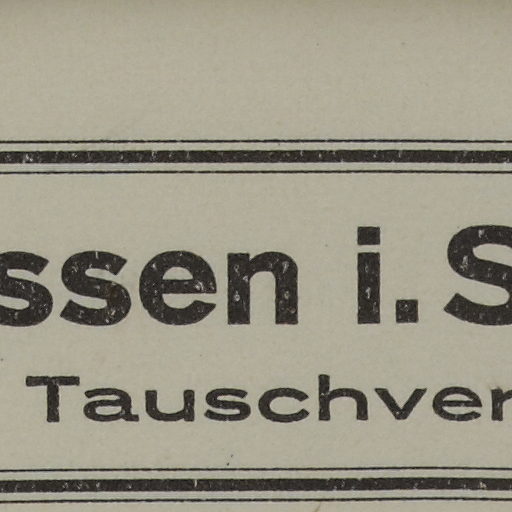 ssen i. S
Tauschver